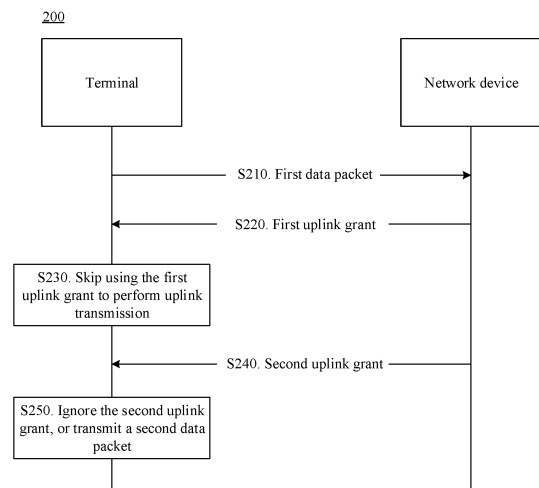 200
Terminal
Network device
S210. First data packet
S220. First uplink grant
S230. Skip using the first
uplink grant to perform uplink
transmission
S240. Second uplink grant
S250. Ignore the second uplink
grant, or transmit a second data
packet